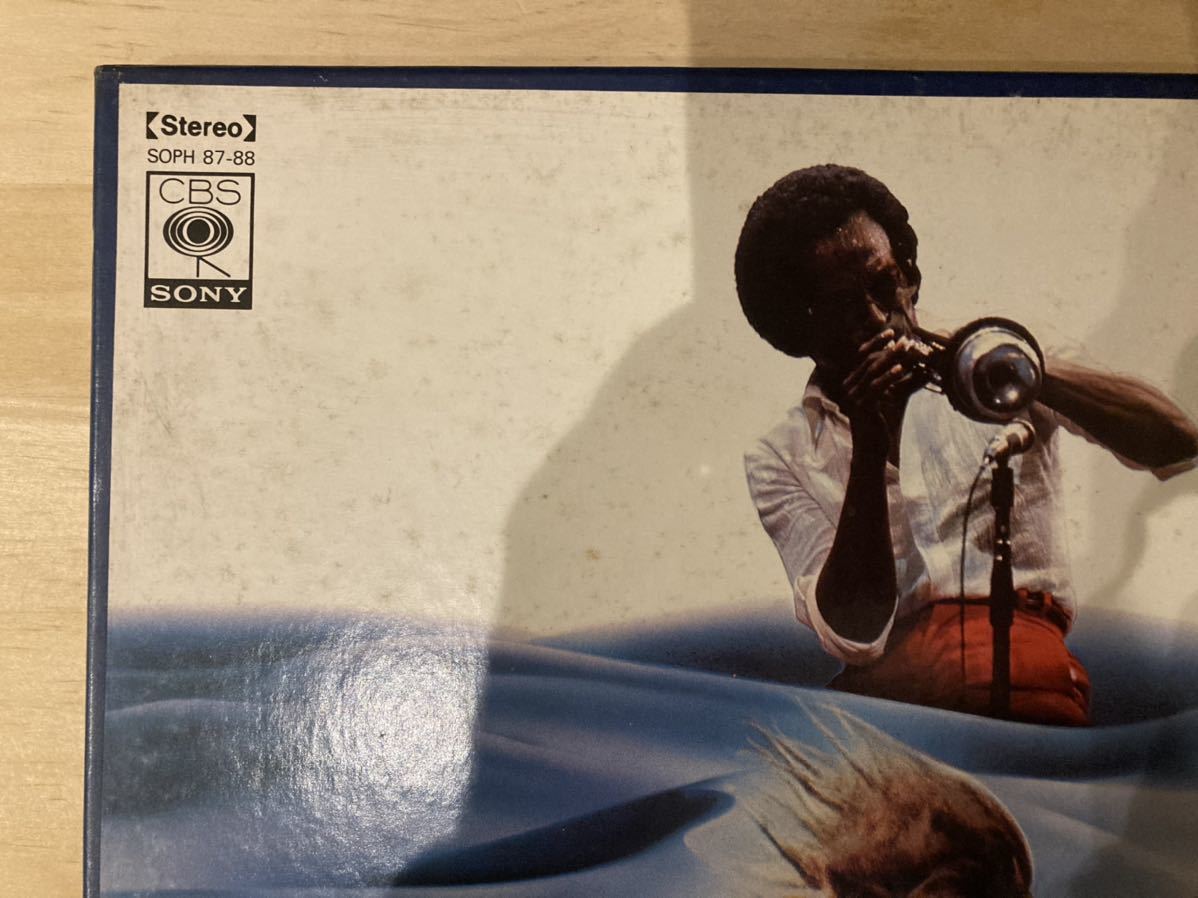 【Stereo】
SOPH 87-88
CBS
SONY